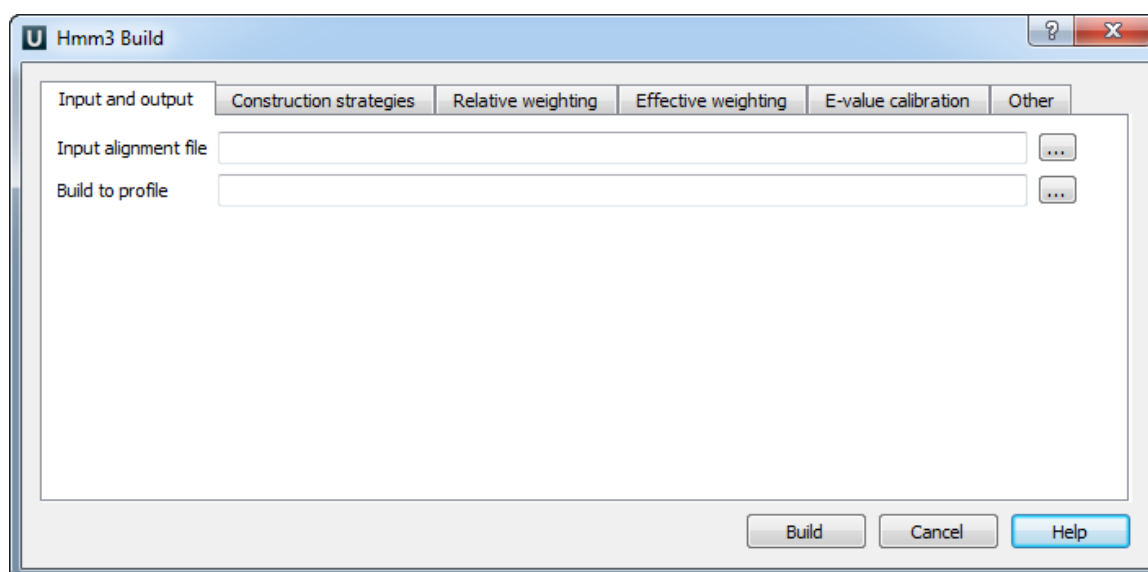 U Hmm3 Build ? X
Input and output Construction strategies Relative weighting Effective weighting E-value calibration Other
Input alignment file ...
Build to profile ...
Build Cancel Help